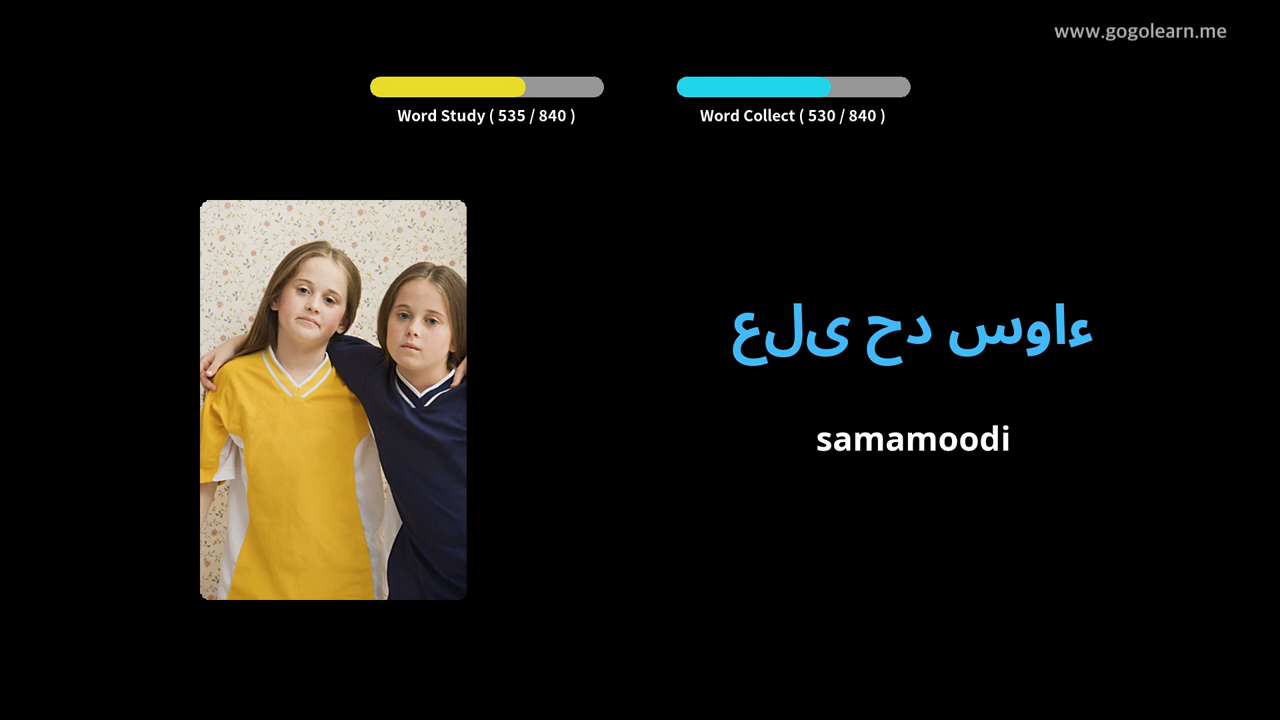 www.gogolearn.me
Word Study ( 535 / 840 )
Word Collect ( 530 / 840 )
على حد سواء
samamoodi